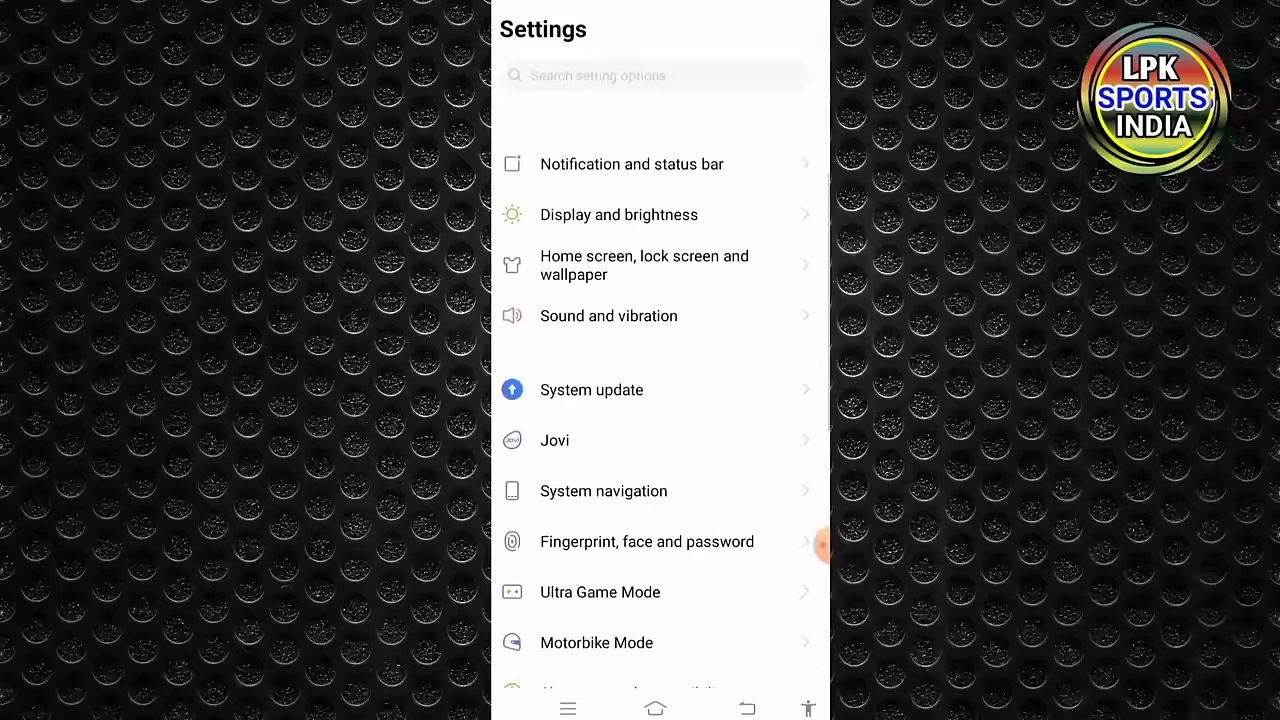 Settings
Search setting options
LPK
SPORTS
INDIA
Notification and status bar
Display and brightness
Home screen, lock screen and
wallpaper
Sound and vibration
System update
JOVI
Jovi
System navigation
Fingerprint, face and password
Ultra Game Mode
Motorbike Mode